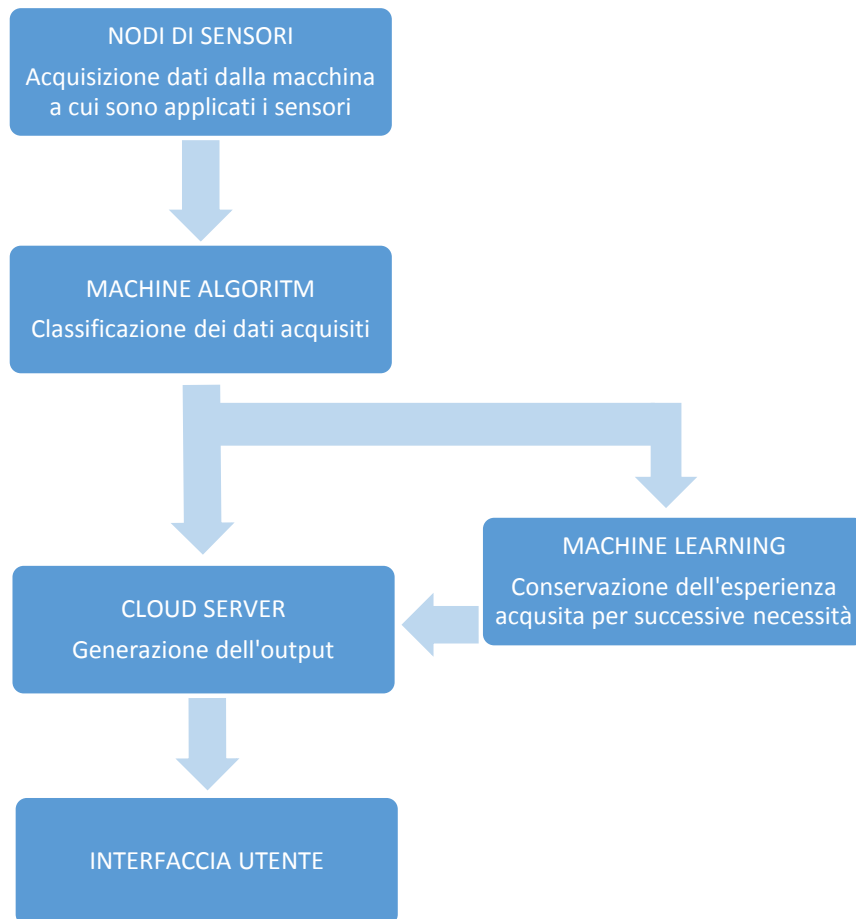 NODI DI SENSORI
Acquisizione dati dalla macchina
a cui sono applicati i sensori
MACHINE ALGORITM
Classificazione dei dati acquisiti
MACHINE LEARNING
Conservazione dell'esperienza
acqusita per successive necessità
CLOUD SERVER
Generazione dell'output
INTERFACCIA UTENTE